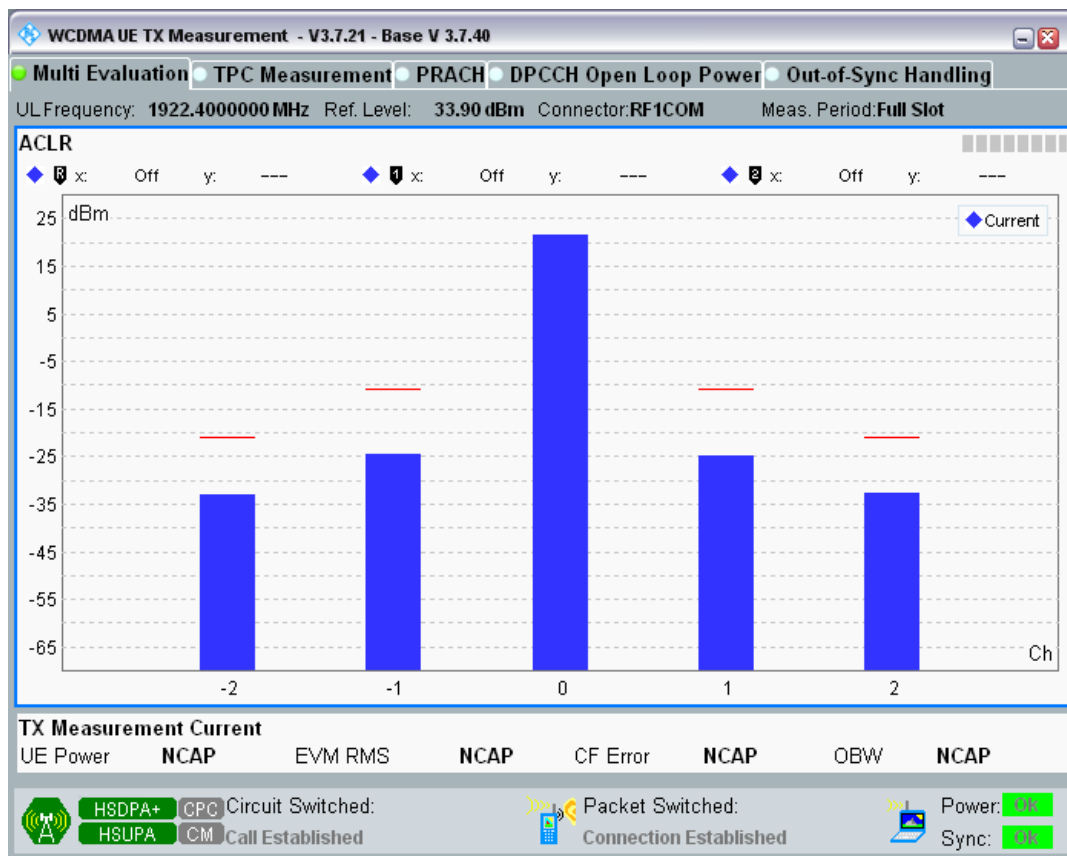 WCDMA UE TX Measurement - V3.7.21 - Base V 3.7.40
Multi Evaluation TPC Measurement PRACH DPCCH Open Loop Power Out-of-Sync Handling
UL Frequency: 1922.4000000 MHz Ref. Level: 33.90 dBm Connector:RF1COM Meas. Period:Full Slot
ACLR
R x: Off y: --- 1 x: Off y: --- 2 x: Off y: ---
dBm
Current
25
15
5
-5
-15
-25
-35
-45
-55
-65
Ch
-2 -1 0 1 2
TX Measurement Current
UE Power NCAP EVM RMS NCAP CF Error NCAP OBW NCAP
HSDPA+ CPC Circuit Switched: Packet Switched: Power: Ok
HSUPA CM Call Established Connection Established Sync: Ok